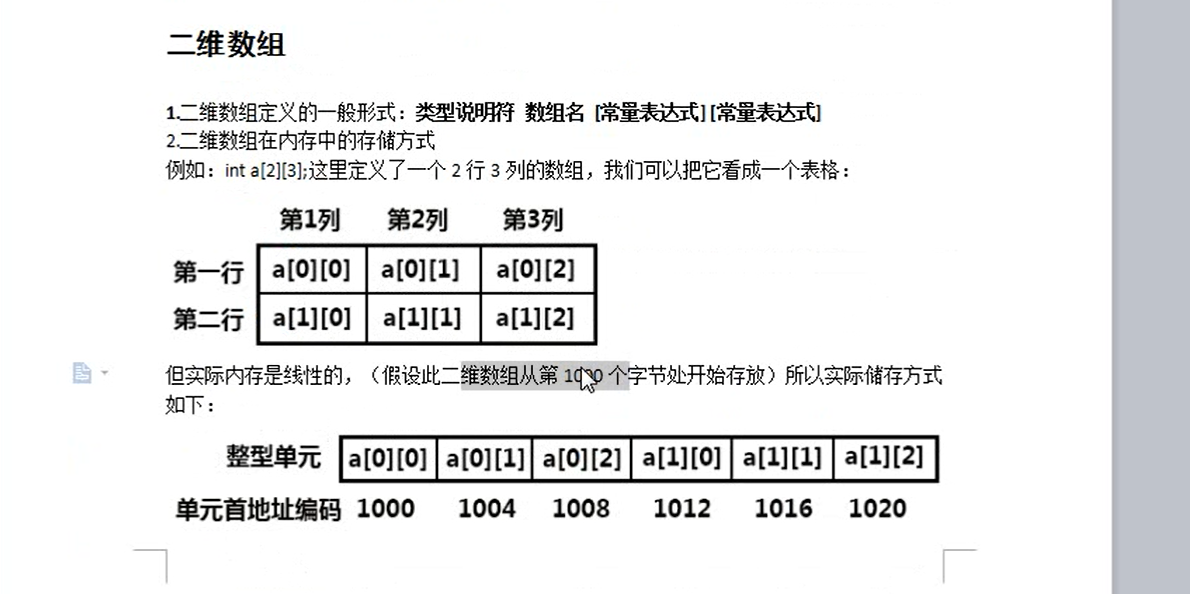 二维数组
1.二维数组定义的一般形式：类型说明符 数组名 [常量表达式][常量表达式]
2.二维数组在内存中的存储方式
例如：int a[2][3];这里定义了一个 2 行 3 列的数组，我们可以把它看成一个表格：
第1列 第2列 第3列
第一行 a[0][0] a[0][1] a[0][2]
第二行 a[1][0] a[1][1] a[1][2]
但实际内存是线性的，（假设此二维数组从第 1000 个字节处开始存放）所以实际储存方式
如下：
整型单元 a[0][0] a[0][1] a[0][2] a[1][0] a[1][1] a[1][2]
单元首地址编码 1000 1004 1008 1012 1016 1020